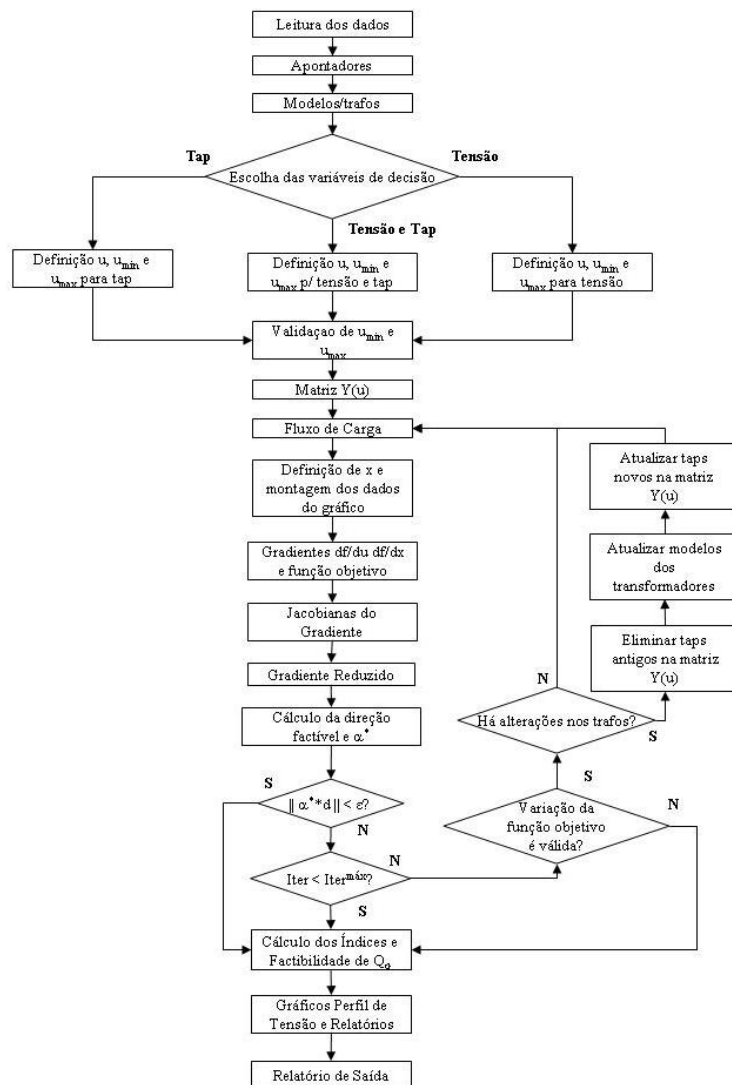 Leitura dos dados
Apontadores
Modelos/trafos
Tap
Escolha das variáveis de decisão
Tensão
Tensão e Tap
Definição u, umin e
umax para tap
Definição u, umin e
umax p/ tensão e tap
Definição u, umin e
umax para tensão
Validaçao de umin e
umax
Matriz Y(u)
Fluxo de Carga
Definição de x e
montagem dos dados
do gráfico
Gradientes df/du df/dx
e função objetivo
Jacobianas do
Gradiente
Gradiente Reduzido
Cálculo da direção
factível e α*
S
|| α**d || < ε?
N
Iter < Itermáx?
N
S
Variação da
função objetivo
é válida?
N
S
Há alterações nos trafos?
N
S
Eliminar taps
antigos na matriz
Y(u)
Atualizar modelos
dos
transformadores
Atualizar taps
novos na matriz
Y(u)
Cálculo dos Índices e
Factibilidade de QG
Gráficos Perfil de
Tensão e Relatórios
Relatório de Saída